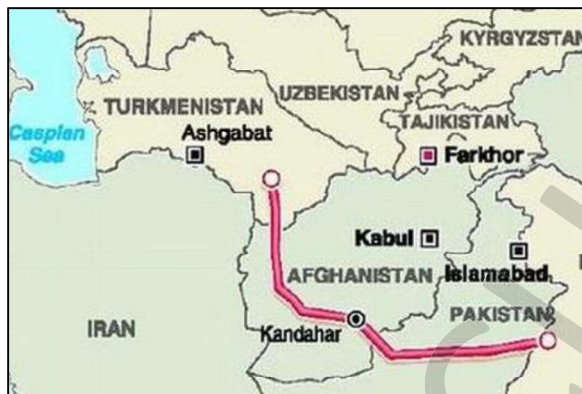 KYRGYZSTAN
UZBEKISTAN
TURKMENISTAN
TAJIKISTAN
Caspian
Sea
Ashgabat
Farkhor
Kabul
Islamabad
AFGHANISTAN
IRAN
Kandahar
PAKISTAN